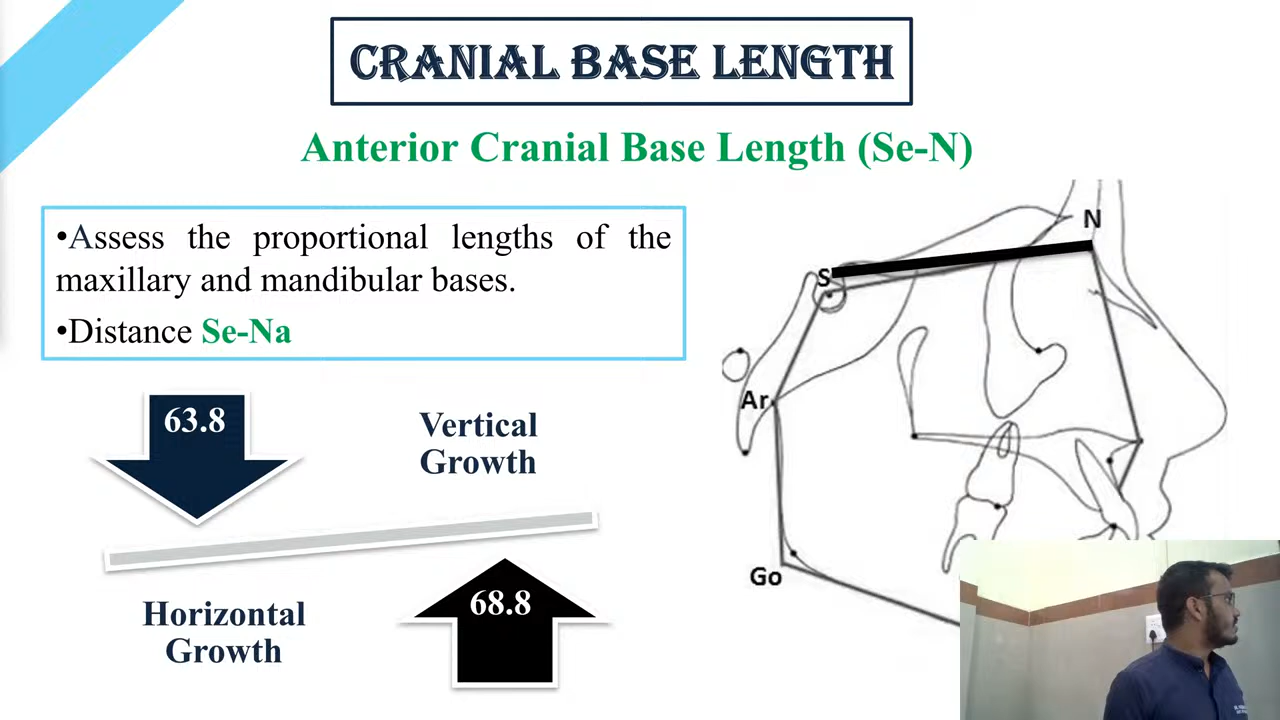 CRANIAL BASE LENGTH
Anterior Cranial Base Length (Se-N)
•Assess the proportional lengths of the
maxillary and mandibular bases.
•Distance Se-Na
63.8
Vertical
Growth
Horizontal
Growth
68.8
N
S
Ar
Go